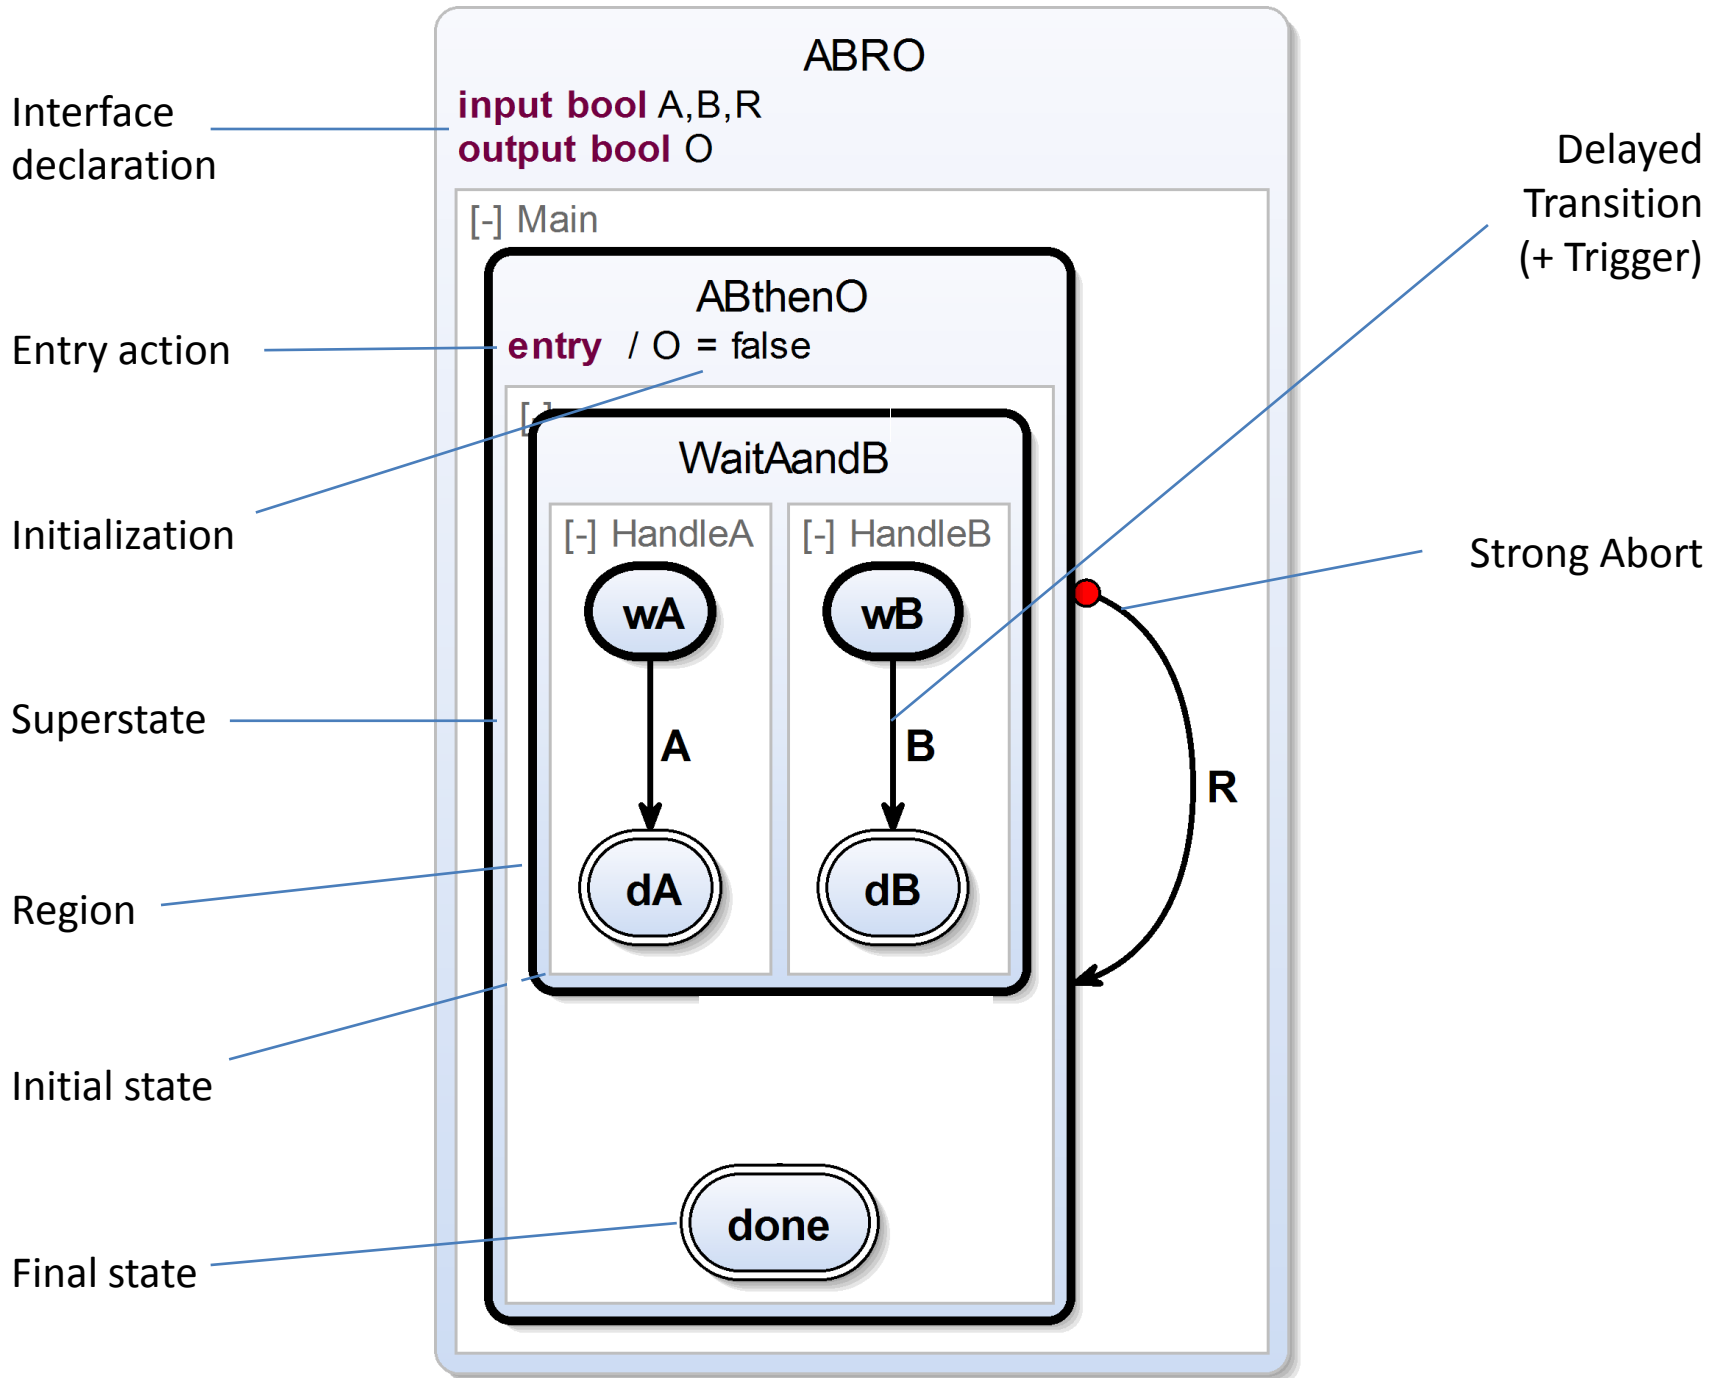 ABRO
input bool A,B,R
output bool O
Interface
declaration
Delayed
Transition
(+ Trigger)
[-] Main
ABthenO
entry / O = false
Entry action
[-]
WaitAandB
Initialization
[-] HandleA
[-] HandleB
Strong Abort
wA
wB
Superstate
A
B
R
dA
dB
Region
Initial state
done
Final state